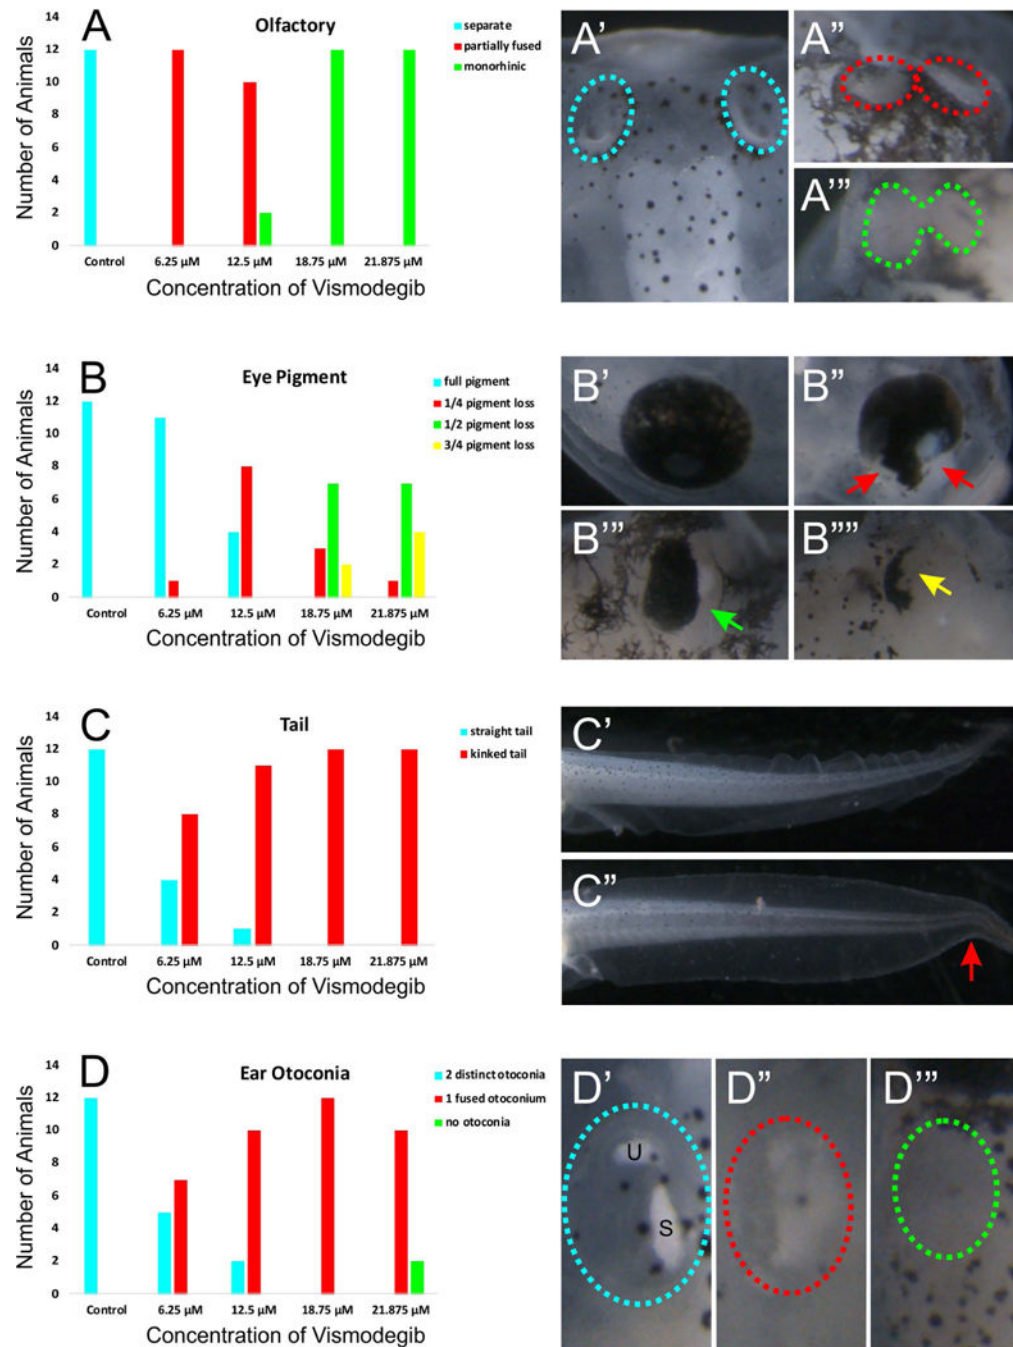 A
Olfactory
separate
partially fused
monorhinic
Number of Animals
14
12
10
8
6
4
2
0
Control 6.25 µM 12.5 µM 18.75 µM 21.875 µM
Concentration of Vismodegib
A'
A"
A'"
B
Eye Pigment
full pigment
1/4 pigment loss
1/2 pigment loss
3/4 pigment loss
Number of Animals
14
12
10
8
6
4
2
0
Control 6.25 µM 12.5 µM 18.75 µM 21.875 µM
Concentration of Vismodegib
B'
B"
B'"
B""
C
Tail
straight tail
kinked tail
Number of Animals
14
12
10
8
6
4
2
0
Control 6.25 µM 12.5 µM 18.75 µM 21.875 µM
Concentration of Vismodegib
C'
C"
D
Ear Otoconia
2 distinct otoconia
1 fused otoconium
no otoconia
Number of Animals
14
12
10
8
6
4
2
0
Control 6.25 µM 12.5 µM 18.75 µM 21.875 µM
Concentration of Vismodegib
D'
U
S
D"
D'"